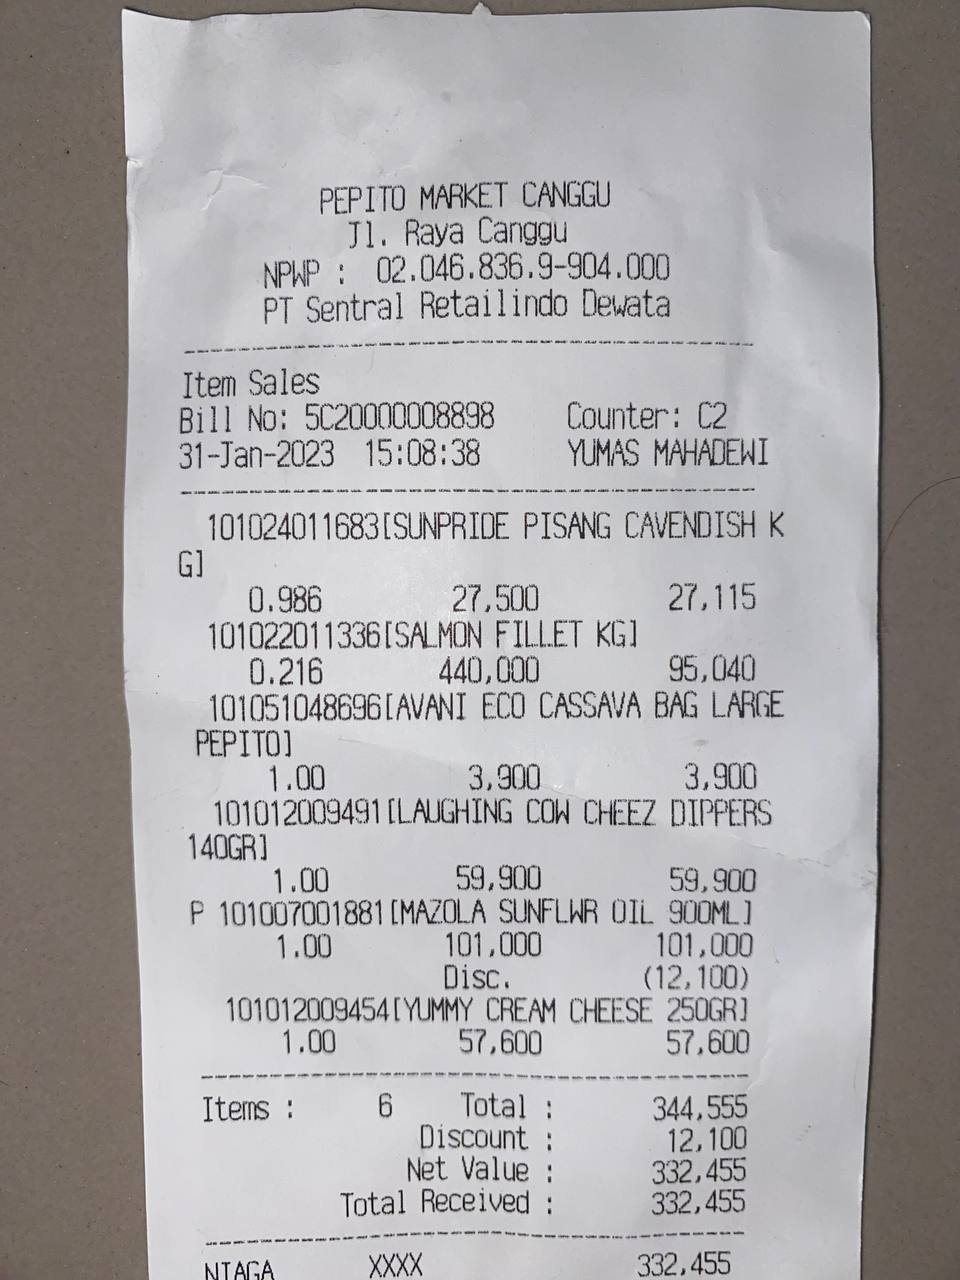 PEPITO MARKET CANGGU
Jl. Raya Canggu
NPWP : 02.046.836.9-904.000
PT Sentral Retailindo Dewata
Item Sales
Bill No: 5C20000008898 Counter: C2
31-Jan-2023 15:08:38 YUMAS MAHADEWI
101024011683[SUNPRIDE PISANG CAVENDISH K
G]
0.986 27,500 27,115
101022011336[SALMON FILLET KG]
0.216 440,000 95,040
101051048696[AVANI ECO CASSAVA BAG LARGE
PEPITO]
1.00 3,900 3,900
101012009491[LAUGHING COW CHEEZ DIPPERS
140GR]
1.00 59,900 59,900
P 101007001881[MAZOLA SUNFLWR OIL 900ML]
1.00 101,000 101,000
Disc. (12,100)
101012009454[YUMMY CREAM CHEESE 250GR]
1.00 57,600 57,600
Items : 6 Total : 344,555
Discount : 12,100
Net Value : 332,455
Total Received : 332,455
NIAGA XXXX 332,455